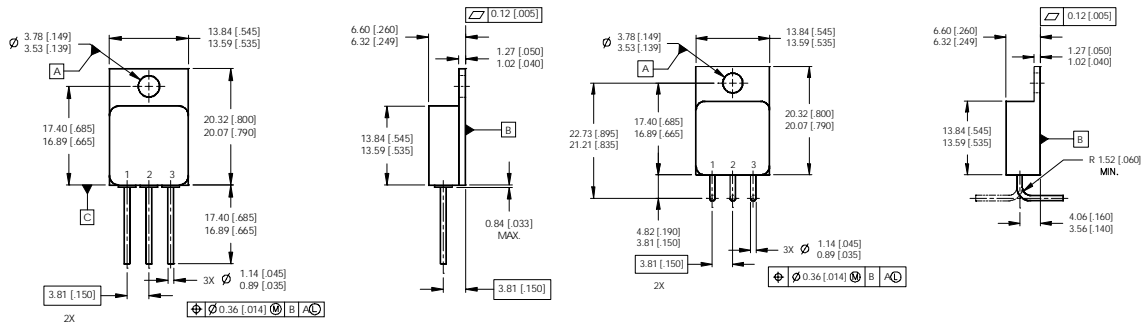 0.12 [.005]
6.60 [.260]
6.32 [.249]
1.27 [.050]
1.02 [.040]
Ø 3.78 [.149]
3.53 [.139]
13.84 [.545]
13.59 [.535]
A
17.40 [.685]
16.89 [.665]
20.32 [.800]
20.07 [.790]
1 2 3
C
17.40 [.685]
16.89 [.665]
3X Ø 1.14 [.045]
0.89 [.035]
3.81 [.150]
2X
⌖ Ø 0.36 [.014] Ⓜ B A Ⓛ
13.84 [.545]
13.59 [.535]
B
0.84 [.033]
MAX.
3.81 [.150]
Ø 3.78 [.149]
3.53 [.139]
13.84 [.545]
13.59 [.535]
A
22.73 [.895]
21.21 [.835]
17.40 [.685]
16.89 [.665]
20.32 [.800]
20.07 [.790]
1 2 3
4.82 [.190]
3.81 [.150]
3X Ø 1.14 [.045]
0.89 [.035]
3.81 [.150]
2X
⌖ Ø 0.36 [.014] Ⓜ B A Ⓛ
0.12 [.005]
6.60 [.260]
6.32 [.249]
1.27 [.050]
1.02 [.040]
13.84 [.545]
13.59 [.535]
B
R 1.52 [.060]
MIN.
4.06 [.160]
3.56 [.140]